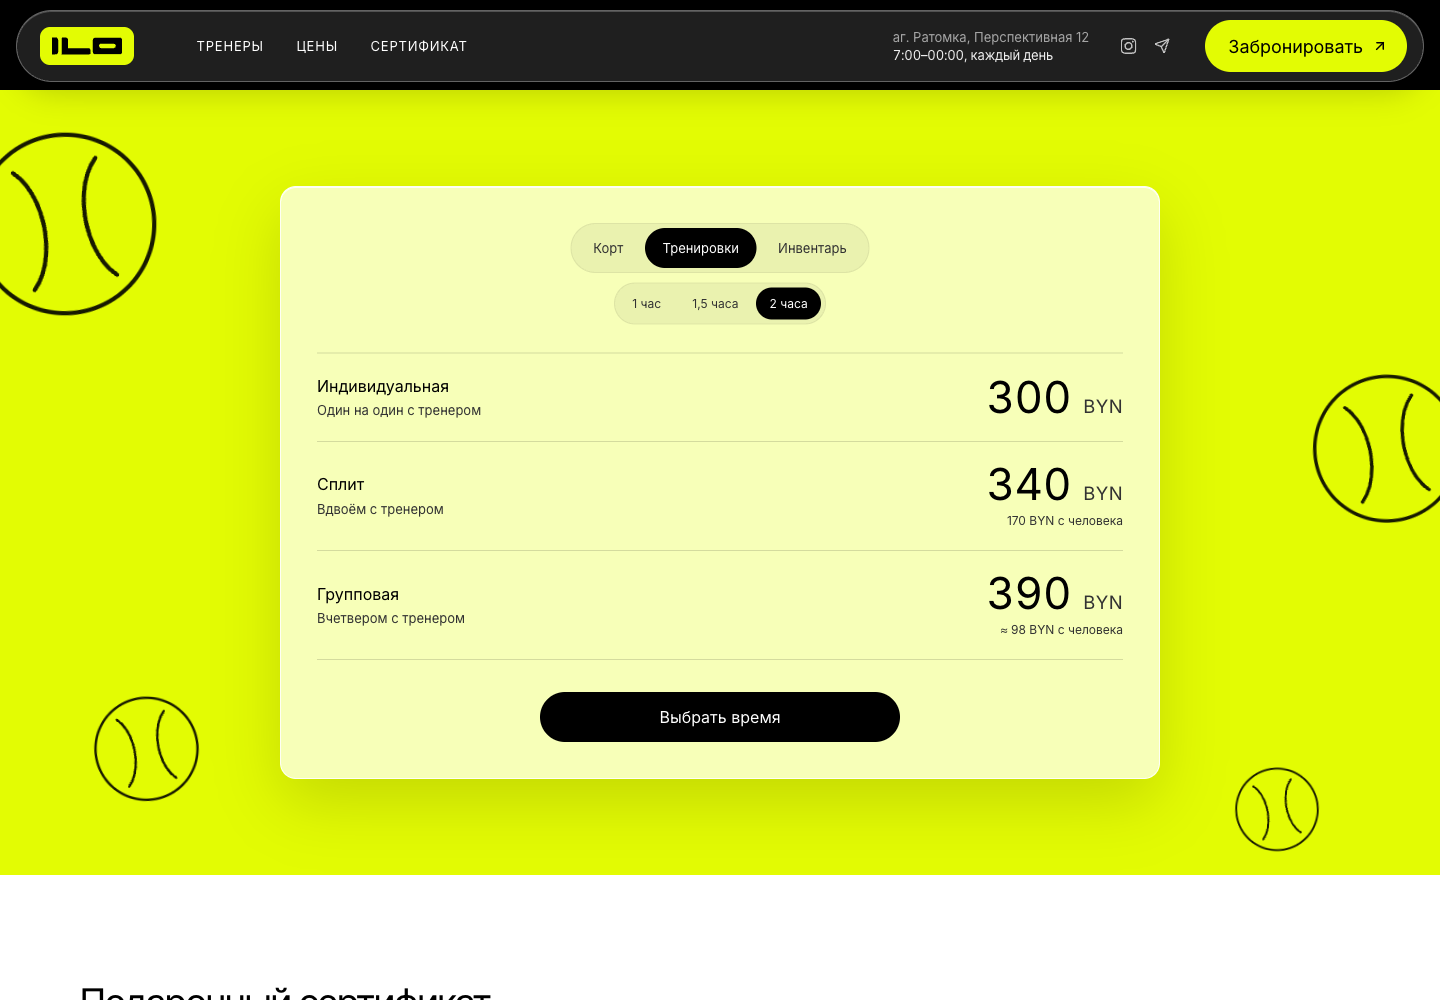 ILO
ТРЕНЕРЫ ЦЕНЫ СЕРТИФИКАТ
аг. Ратомка, Перспективная 12
7:00–00:00, каждый день
Забронировать
Корт Тренировки Инвентарь
1 час 1,5 часа 2 часа
Индивидуальная
Один на один с тренером
300 BYN
Сплит
Вдвоём с тренером
340 BYN
170 BYN с человека
Групповая
Вчетвером с тренером
390 BYN
≈ 98 BYN с человека
Выбрать время
Подарочный сертификат